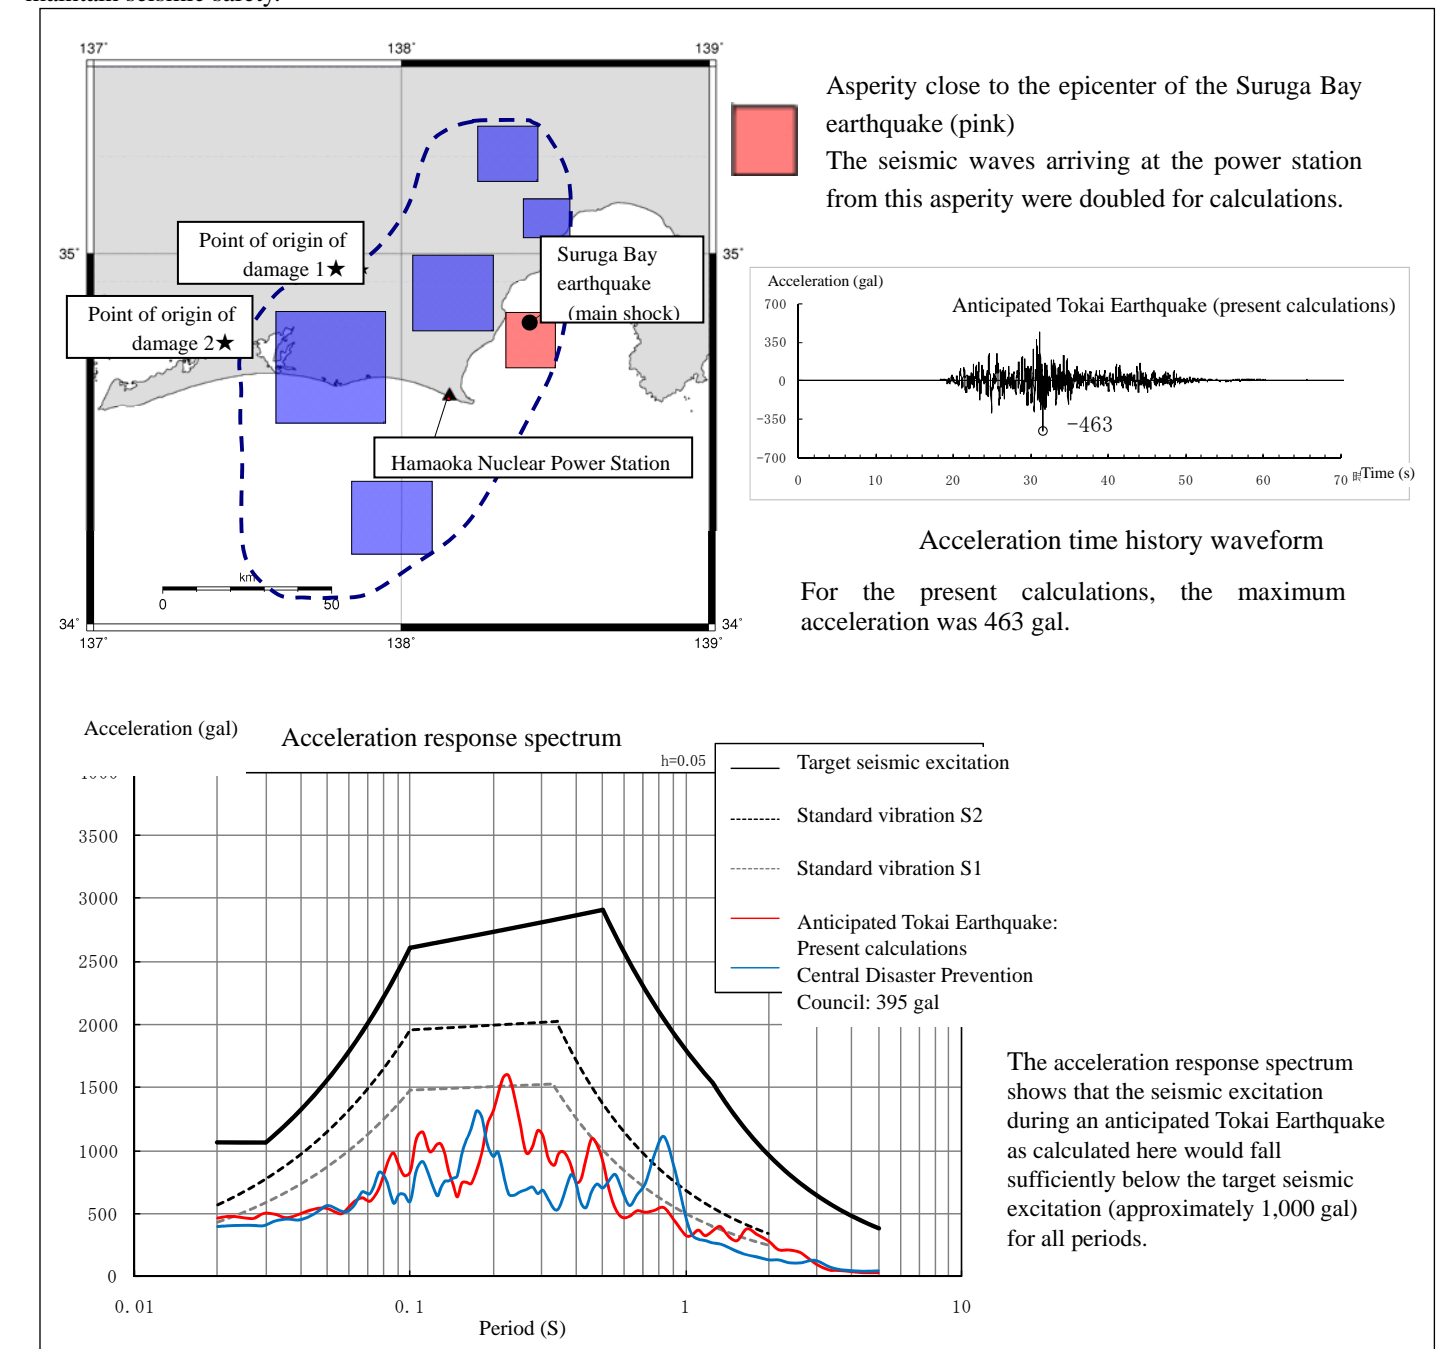 maintain seismic safety.
137°
138°
139°
35°
35°
34°
34°
137°
138°
139°
Point of origin of
damage 1★
Point of origin of
damage 2★
Suruga Bay
earthquake
(main shock)
Hamaoka Nuclear Power Station
km
0
50
Asperity close to the epicenter of the Suruga Bay
earthquake (pink)
The seismic waves arriving at the power station
from this asperity were doubled for calculations.
Acceleration (gal)
Anticipated Tokai Earthquake (present calculations)
700
350
0
-350
-700
-463
0 10 20 30 40 50 60 70
Time (s)
Acceleration time history waveform
For the present calculations, the maximum
acceleration was 463 gal.
Acceleration (gal)
Acceleration response spectrum
h=0.05
Target seismic excitation
Standard vibration S2
Standard vibration S1
Anticipated Tokai Earthquake:
Present calculations
Central Disaster Prevention
Council: 395 gal
3500
3000
2500
2000
1500
1000
500
0
0.01
0.1
1
10
Period (S)
The acceleration response spectrum
shows that the seismic excitation
during an anticipated Tokai Earthquake
as calculated here would fall
sufficiently below the target seismic
excitation (approximately 1,000 gal)
for all periods.